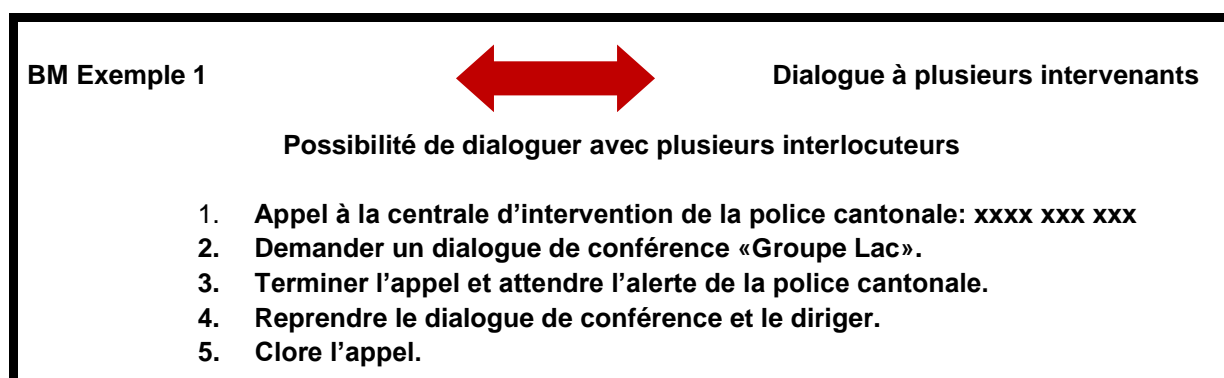 BM Exemple 1 Dialogue à plusieurs intervenants
Possibilité de dialoguer avec plusieurs interlocuteurs
1. Appel à la centrale d’intervention de la police cantonale: xxxx xxx xxx
2. Demander un dialogue de conférence «Groupe Lac».
3. Terminer l’appel et attendre l’alerte de la police cantonale.
4. Reprendre le dialogue de conférence et le diriger.
5. Clore l’appel.